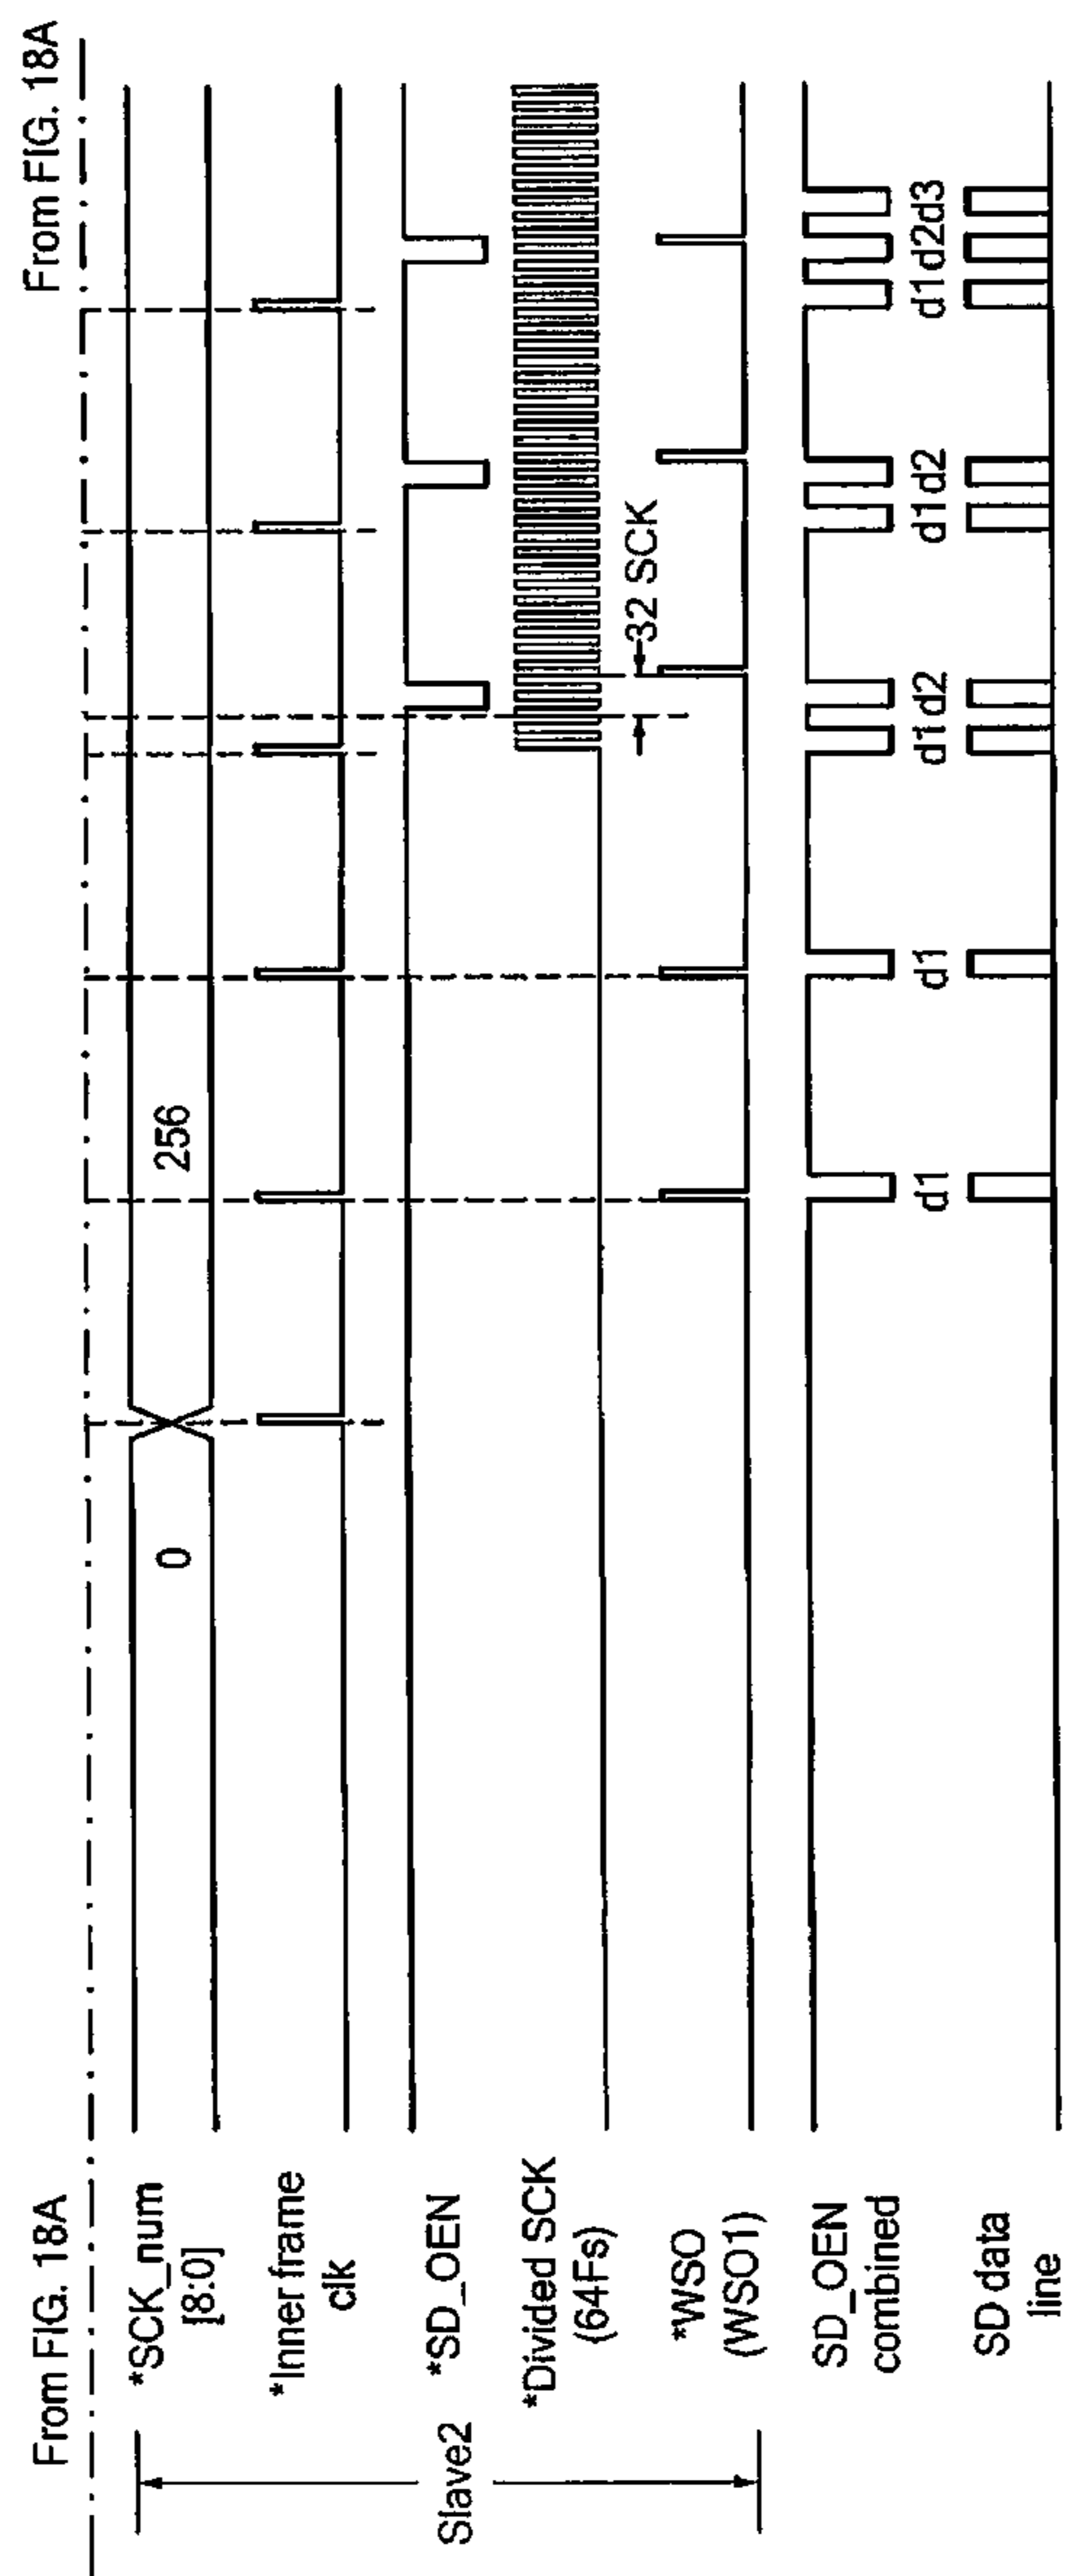 From FIG. 18A
From FIG. 18A
*SCK_num
[8:0]
0
256
*Inner frame
clk
*SD_OEN
*Divided SCK
(64Fs)
32 SCK
*WSO
(WSO1)
Slave2
SD_OEN
combined
d1
d1
d1d2
d1d2
d1d2d3
SD data
line